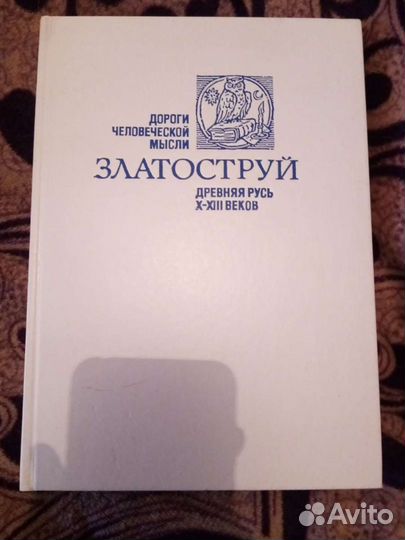 ДОРОГИ
ЧЕЛОВЕЧЕСКОЙ
МЫСЛИ
ЗЛАТОСТРУЙ
ДРЕВНЯЯ РУСЬ
X–XIII ВЕКОВ
Avito